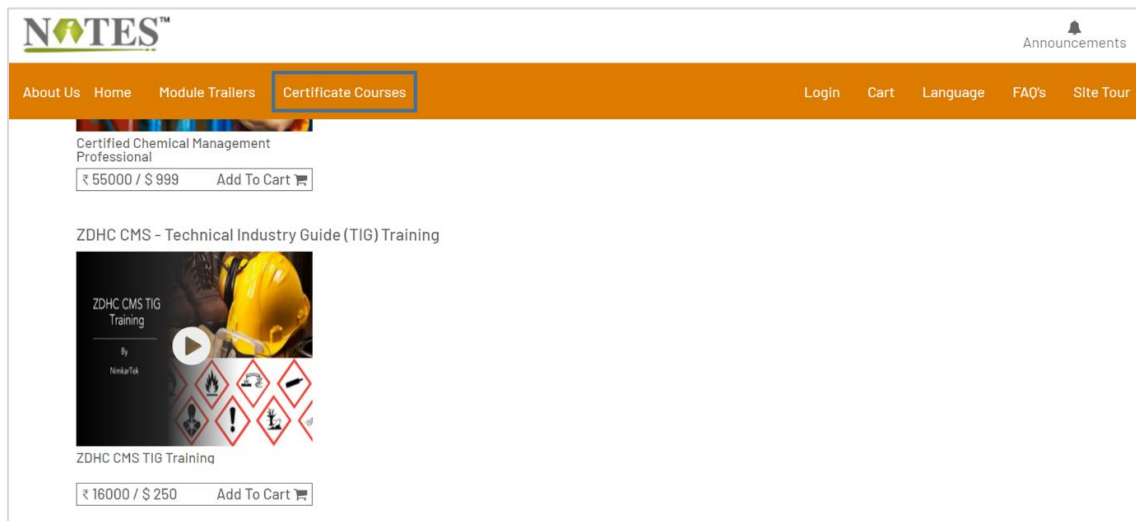 NOTES™
Announcements
About Us Home Module Trailers Certificate Courses Login Cart Language FAQ's Site Tour
Certified Chemical Management
Professional
₹ 55000 / $ 999 Add To Cart
ZDHC CMS - Technical Industry Guide (TIG) Training
ZDHC CMS TIG
Training
By
NimkarTek
ZDHC CMS TIG Training
₹ 16000 / $ 250 Add To Cart